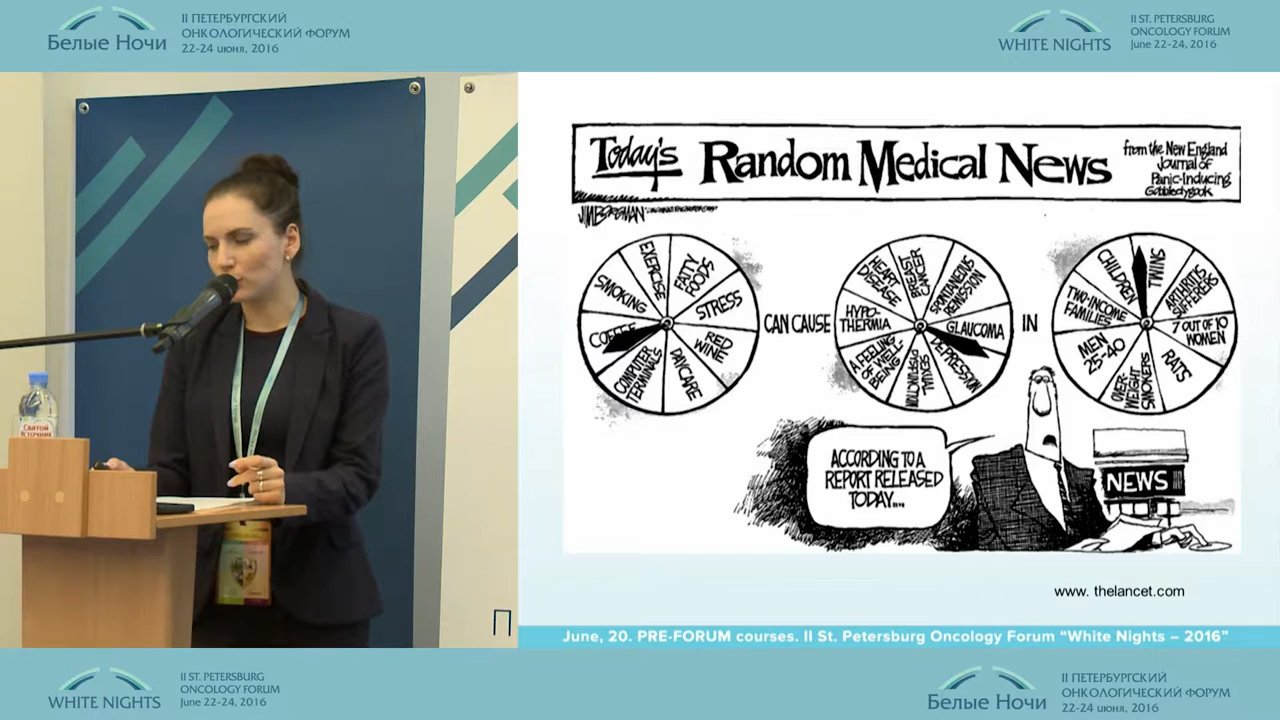 Белые Ночи
II ПЕТЕРБУРГСКИЙ
ОНКОЛОГИЧЕСКИЙ ФОРУМ
22-24 июня, 2016
WHITE NIGHTS
II ST. PETERSBURG
ONCOLOGY FORUM
June 22-24, 2016
СВЯТОЙ
ИСТОЧНИК
П
Today's Random Medical News
from the New England
Journal of
Panic-Inducing
Gobbledygook
JIM BORGMAN
SMOKING
EXERCISE
FATTY
FOODS
STRESS
RED
WINE
DAYCARE
COMPUTER
TERMINALS
COFFEE
CAN CAUSE
HYPO-
THERMIA
HEART
DISEASE
BREAST
CANCER
SPONTANEOUS
REMISSION
GLAUCOMA
DEPRESSION
SEXUAL
DYSFUNCTION
A FEELING
OF WELL-
BEING
IN
TWO-INCOME
FAMILIES
CHILDREN
TWINS
ARTHRITIS
SUFFERERS
7 OUT OF 10
WOMEN
RATS
OVER-
WEIGHT
SMOKERS
MEN
25-40
ACCORDING TO A
REPORT RELEASED
TODAY....
NEWS
www. thelancet.com
June, 20. PRE-FORUM courses. II St. Petersburg Oncology Forum “White Nights – 2016”
WHITE NIGHTS
II ST. PETERSBURG
ONCOLOGY FORUM
June 22-24, 2016
Белые Ночи
II ПЕТЕРБУРГСКИЙ
ОНКОЛОГИЧЕСКИЙ ФОРУМ
22-24 июня, 2016